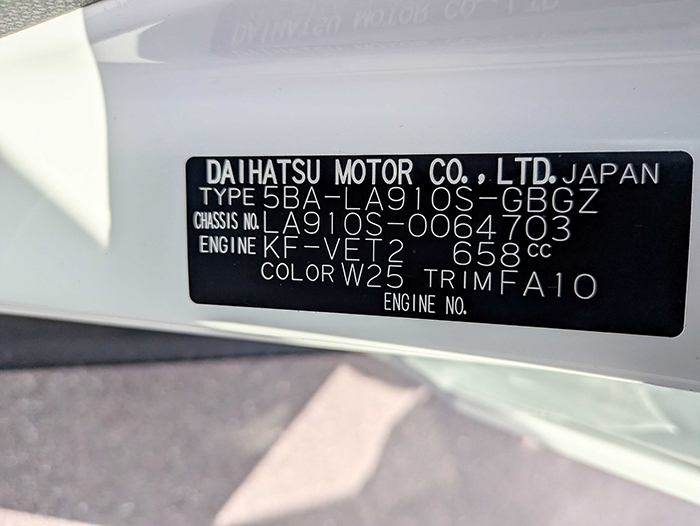 DAIHATSU MOTOR CO., LTD. JAPAN
TYPE 5BA-LA910S-GBGZ
CHASSIS NO. LA910S-0064703
ENGINE KF-VET2 658cc
COLOR W25 TRIM FA10
ENGINE NO.